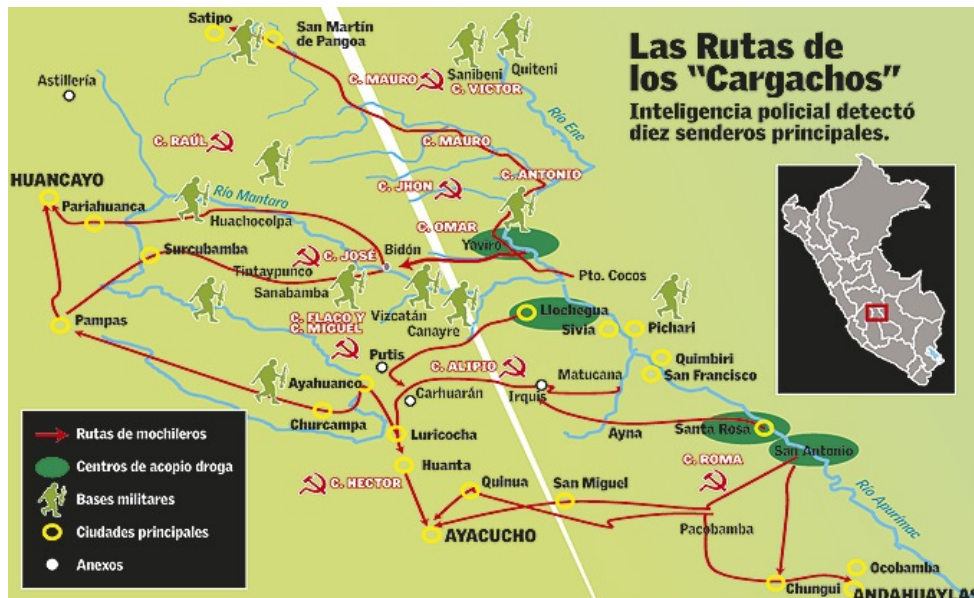 Las Rutas de
los "Cargachos"
Inteligencia policial detectó
diez senderos principales.
Satipo
San Martín
de Pangoa
Astillería
C. MAURO
Sanibeni
C. VICTOR
Quiteni
Río Ene
C. RAÚL
C. MAURO
C. ANTONIO
C. JHON
HUANCAYO
Pariahuanca
Río Mantaro
Huachocolpa
C. OMAR
Yaviro
Surcubamba
C. JOSÉ
Bidón
Tintaypunco
Sanabamba
Pto. Cocos
C. FLACO Y
C. MIGUEL
Vizcatán
Canayre
Llochegua
Sivia
Pichari
Pampas
Putis
Quimbiri
San Francisco
Ayahuanco
C. ALIPIO
Matucana
Carhuarán
Irquis
Churcampa
Luricocha
Ayna
Santa Rosa
San Antonio
Huanta
C. ROMA
C. HECTOR
Quinua
San Miguel
Río Apurímac
AYACUCHO
Pacobamba
Ocobamba
Chungui
ANDAHUAYLAS
Rutas de mochileros
Centros de acopio droga
Bases militares
Ciudades principales
Anexos